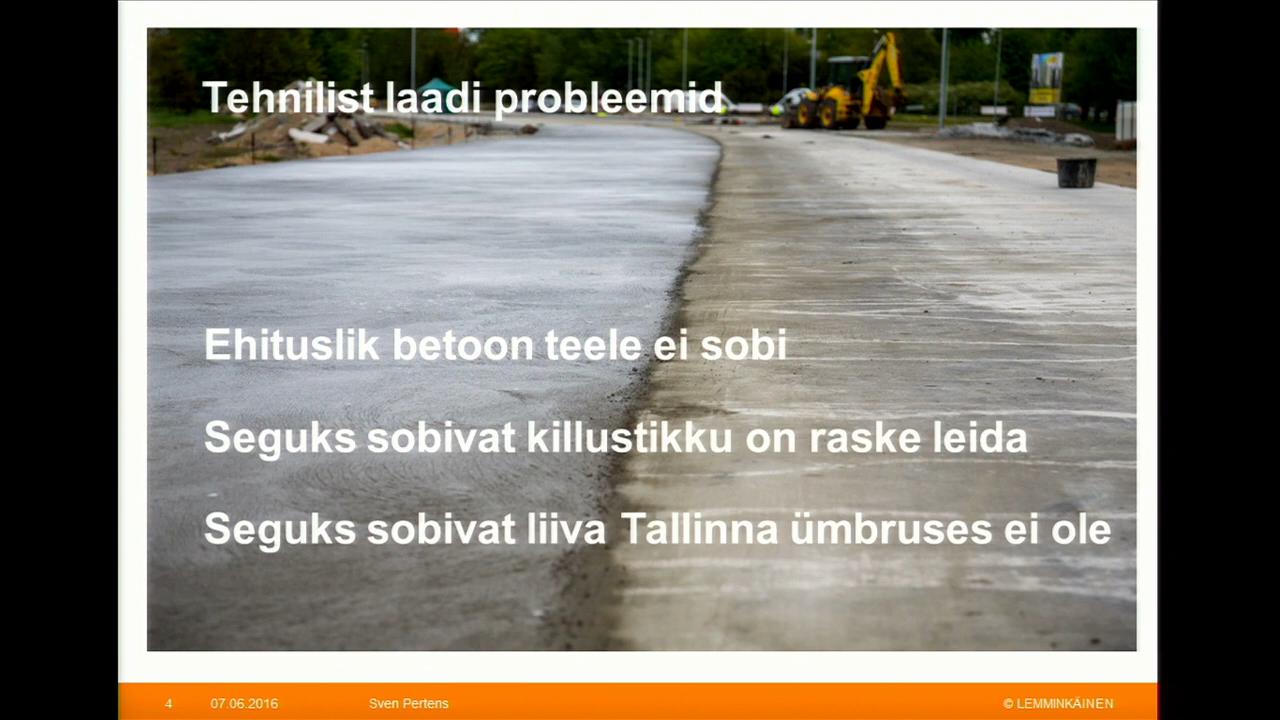 Tehnilist laadi probleemid
Ehituslik betoon teele ei sobi
Seguks sobivat killustikku on raske leida
Seguks sobivat liiva Tallinna ümbruses ei ole
4 07.06.2016 Sven Pertens © LEMMINKÄINEN